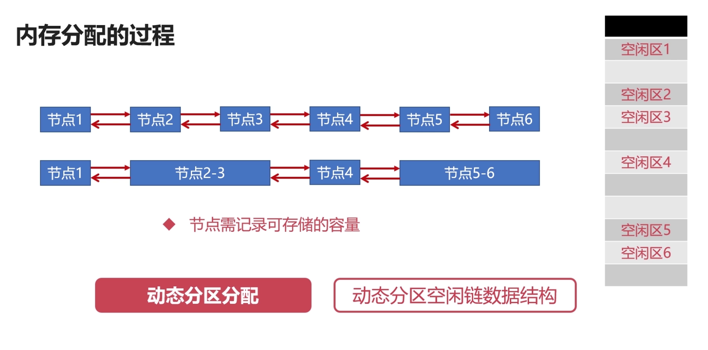 内存分配的过程
节点1 节点2 节点3 节点4 节点5 节点6
节点1 节点2-3 节点4 节点5-6
◆ 节点需记录可存储的容量
动态分区分配 动态分区空闲链数据结构
空闲区1
空闲区2
空闲区3
空闲区4
空闲区5
空闲区6